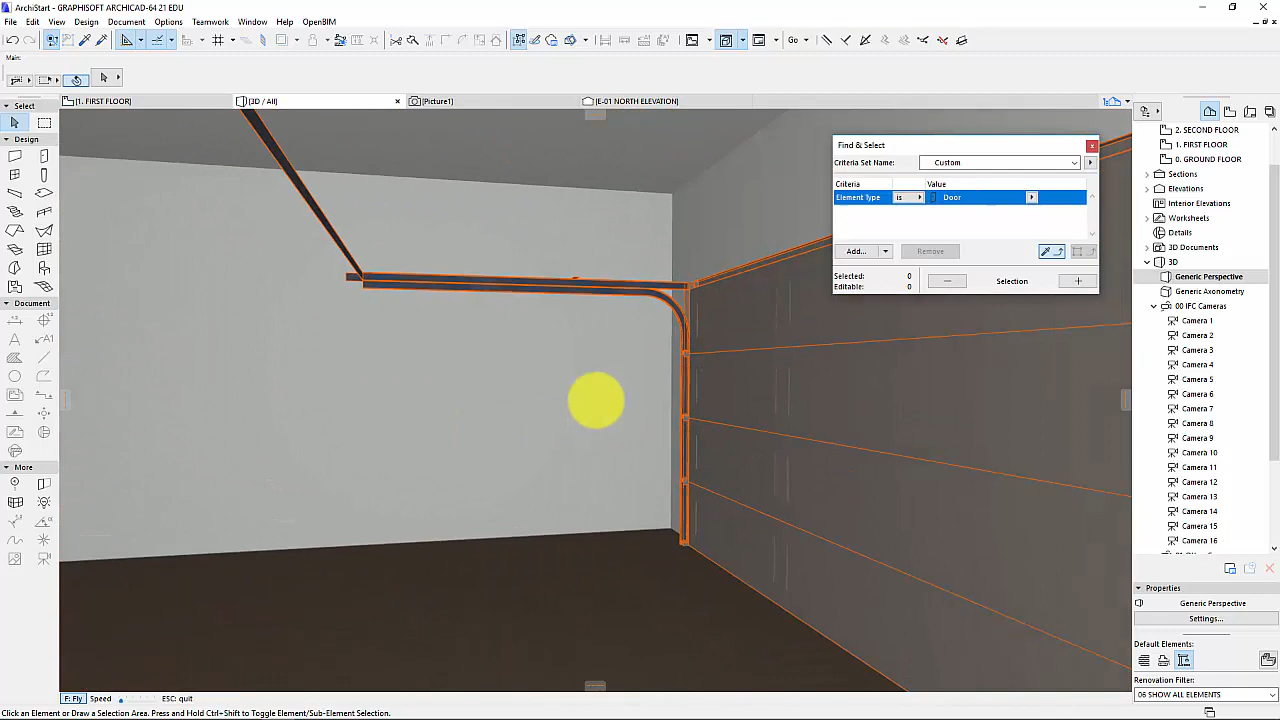 ArchiStart - GRAPHISOFT ARCHICAD-64 21 EDU
File Edit View Design Document Options Teamwork Window Help OpenBIM
Go
Main:
Select
Design
Document
More
[1. FIRST FLOOR]
[3D / All]
[Picture1]
[E-01 NORTH ELEVATION]
Find & Select
Criteria Set Name: Custom
Criteria Value
Element Type is Door
Add... Remove
Selected: 0
Editable: 0
Selection
2. SECOND FLOOR
1. FIRST FLOOR
0. GROUND FLOOR
Sections
Elevations
Interior Elevations
Worksheets
Details
3D Documents
3D
Generic Perspective
Generic Axonometry
00 IFC Cameras
Camera 1
Camera 2
Camera 3
Camera 4
Camera 5
Camera 6
Camera 7
Camera 8
Camera 9
Camera 10
Camera 11
Camera 12
Camera 13
Camera 14
Camera 15
Camera 16
Properties
Generic Perspective
Settings...
Default Elements:
Renovation Filter:
06 SHOW ALL ELEMENTS
F: Fly Speed ESC: quit
Click an Element or Draw a Selection Area. Press and Hold Ctrl+Shift to Toggle Element/Sub-Element Selection.